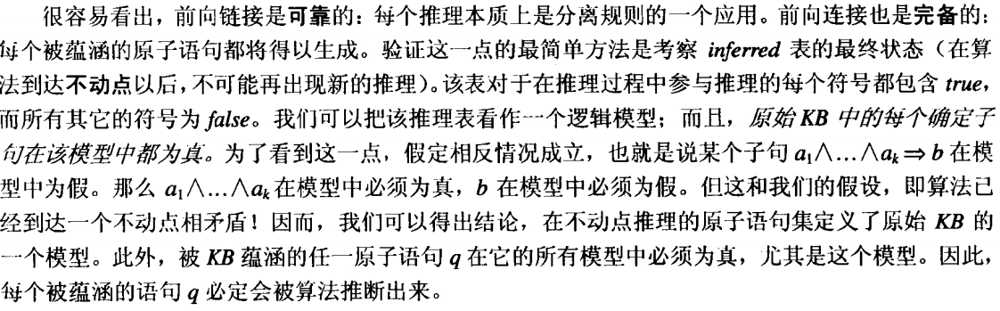 很容易看出，前向链接是可靠的：每个推理本质上是分离规则的一个应用。前向连接也是完备的：
每个被蕴涵的原子语句都将得以生成。验证这一点的最简单方法是考察 inferred 表的最终状态（在算
法到达不动点以后，不可能再出现新的推理）。该表对于在推理过程中参与推理的每个符号都包含 true，
而所有其它的符号为 false。我们可以把该推理表看作一个逻辑模型；而且，原始 KB 中的每个确定子
句在该模型中都为真。为了看到这一点，假定相反情况成立，也就是说某个子句 a₁∧…∧aₖ⇒b 在模
型中为假。那么 a₁∧…∧aₖ 在模型中必须为真，b 在模型中必须为假。但这和我们的假设，即算法已
经到达一个不动点相矛盾！因而，我们可以得出结论，在不动点推理的原子语句集定义了原始 KB 的
一个模型。此外，被 KB 蕴涵的任一原子语句 q 在它的所有模型中必须为真，尤其是这个模型。因此，
每个被蕴涵的语句 q 必定会被算法推断出来。